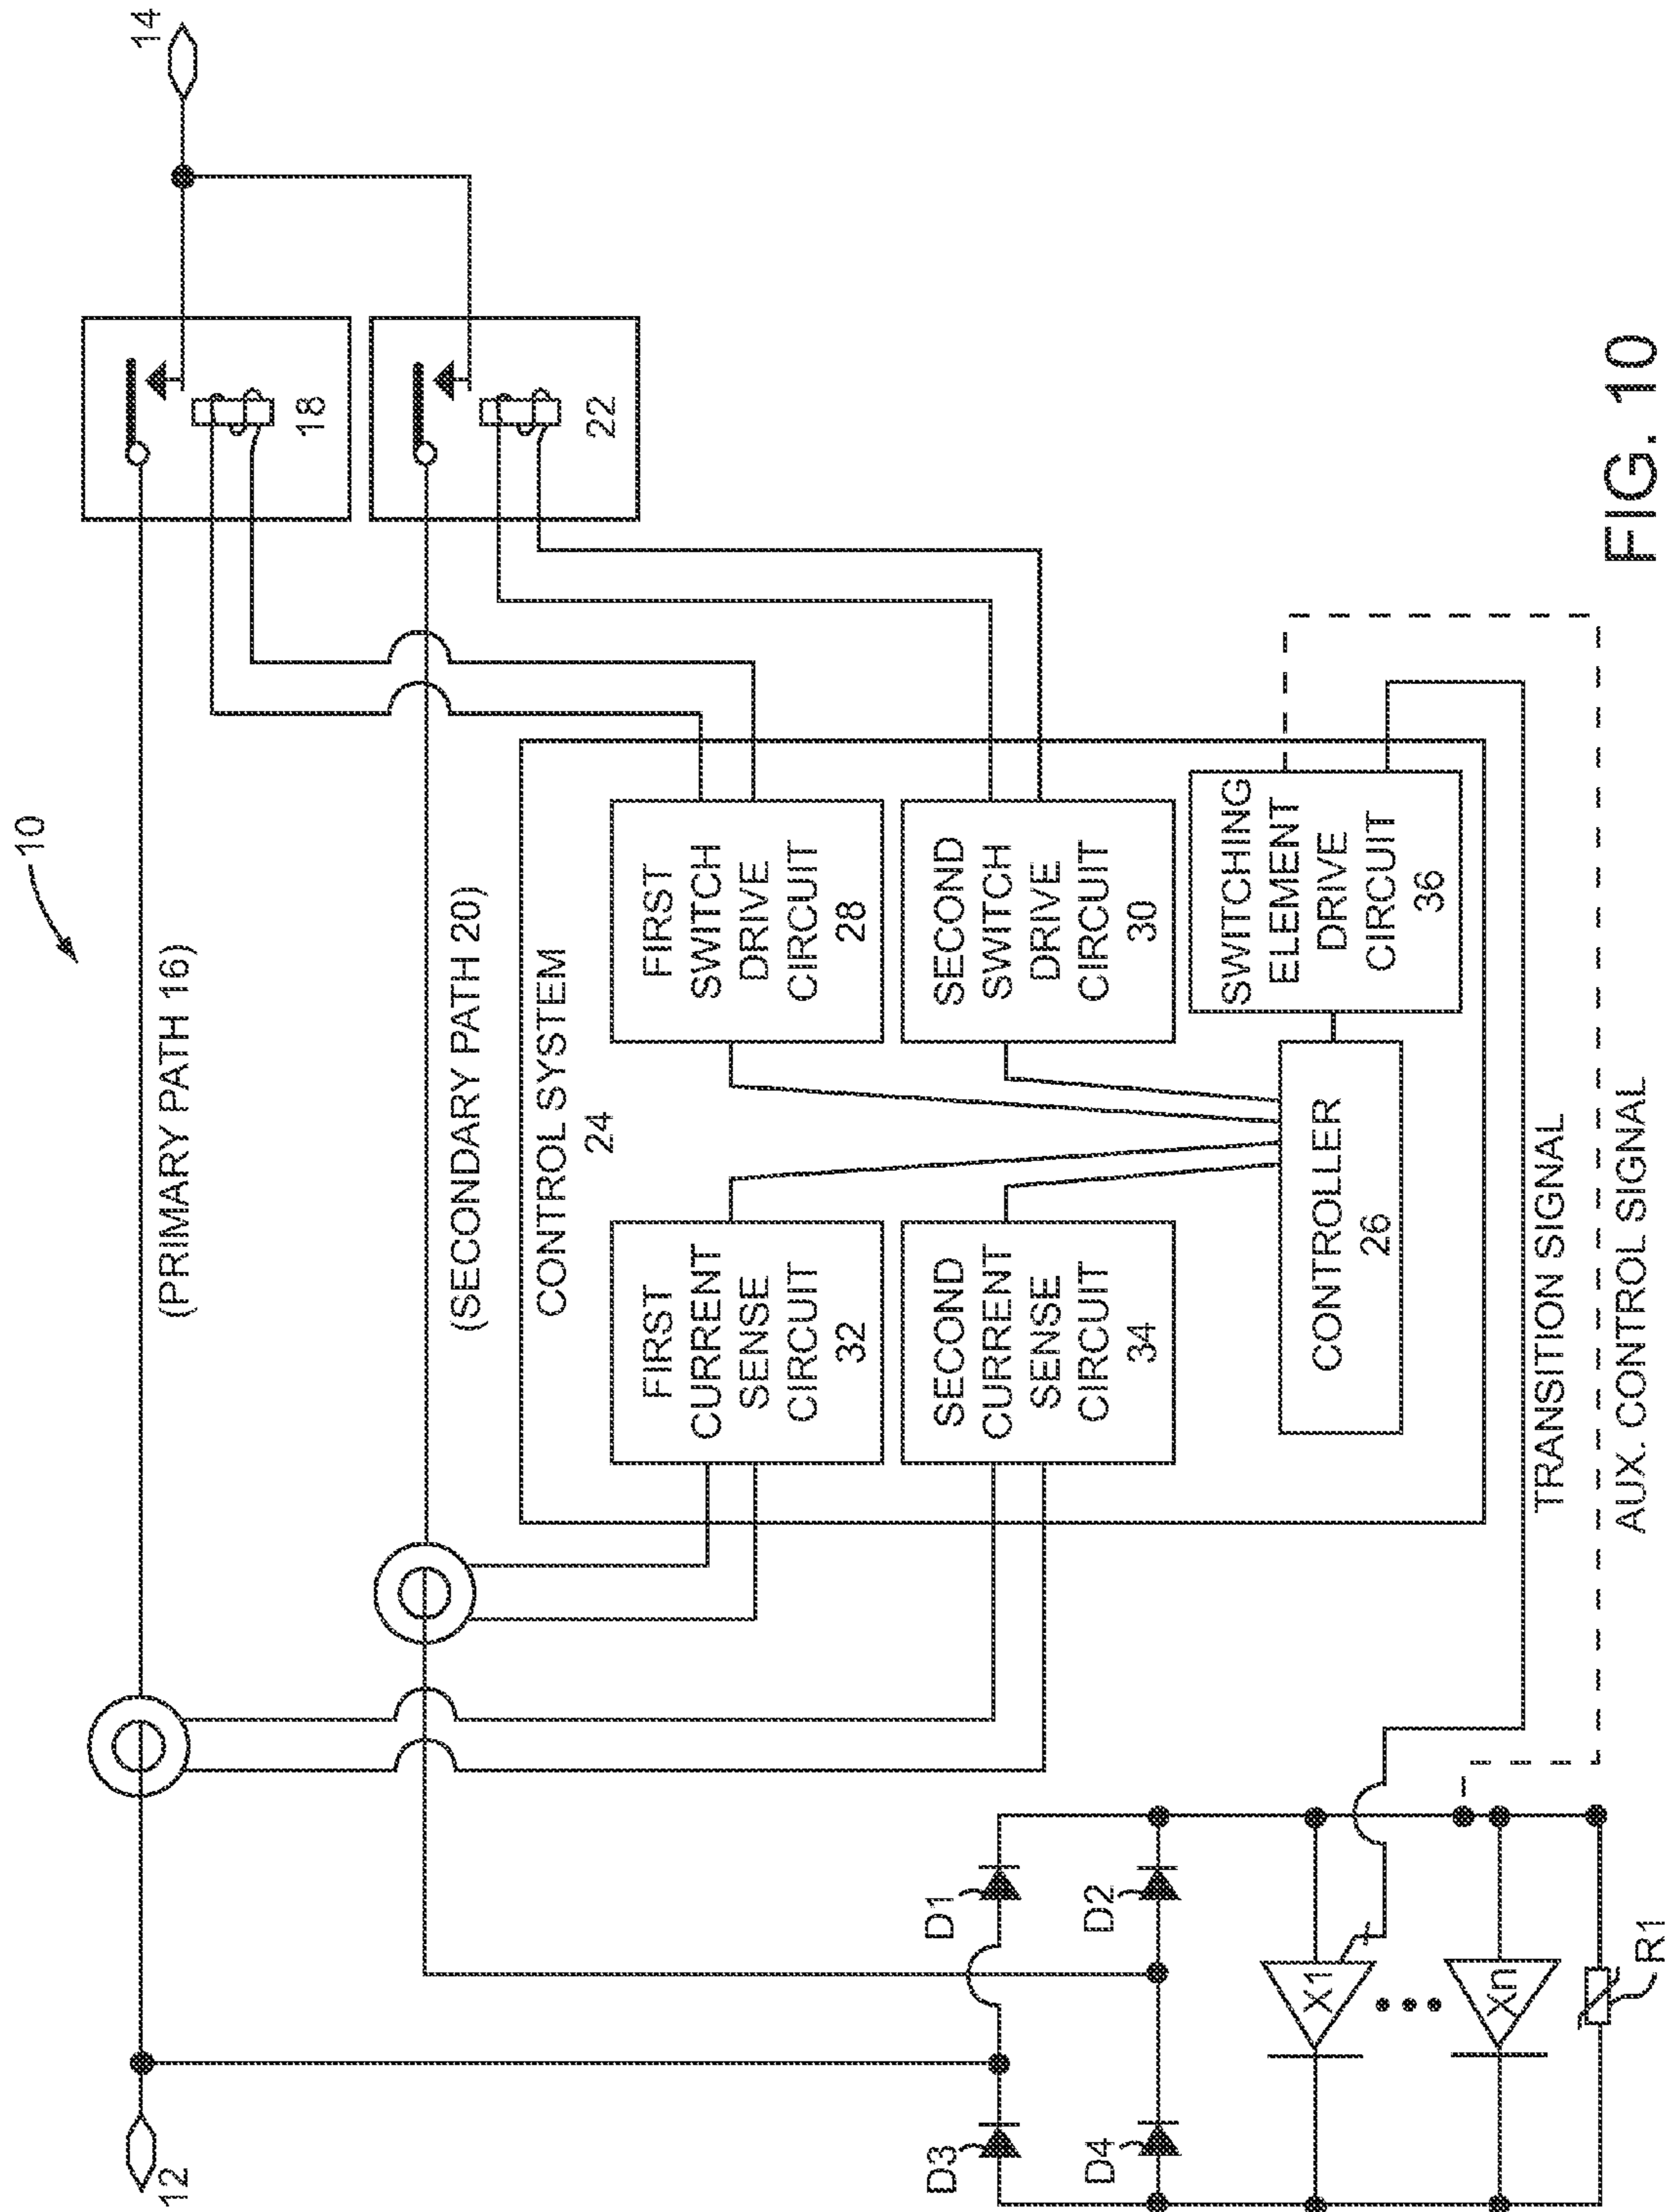 10
12
14
(PRIMARY PATH 16)
18
(SECONDARY PATH 20)
22
CONTROL SYSTEM
24
FIRST
CURRENT
SENSE
CIRCUIT
32
FIRST
SWITCH
DRIVE
CIRCUIT
28
SECOND
CURRENT
SENSE
CIRCUIT
34
SECOND
SWITCH
DRIVE
CIRCUIT
30
CONTROLLER
26
SWITCHING
ELEMENT
DRIVE
CIRCUIT
36
D3
D1
D4
D2
X1
Xn
R1
TRANSITION SIGNAL
AUX. CONTROL SIGNAL
FIG. 10